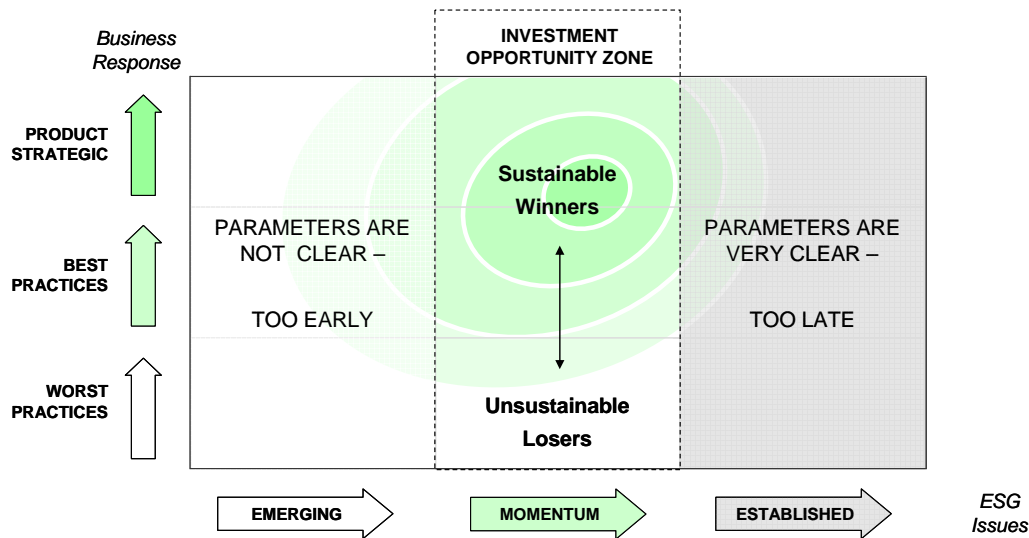 Business
Response
INVESTMENT
OPPORTUNITY ZONE
PRODUCT
STRATEGIC
BEST
PRACTICES
WORST
PRACTICES
PARAMETERS ARE
NOT CLEAR –
TOO EARLY
Sustainable
Winners
Unsustainable
Losers
PARAMETERS ARE
VERY CLEAR –
TOO LATE
EMERGING
MOMENTUM
ESTABLISHED
ESG
Issues